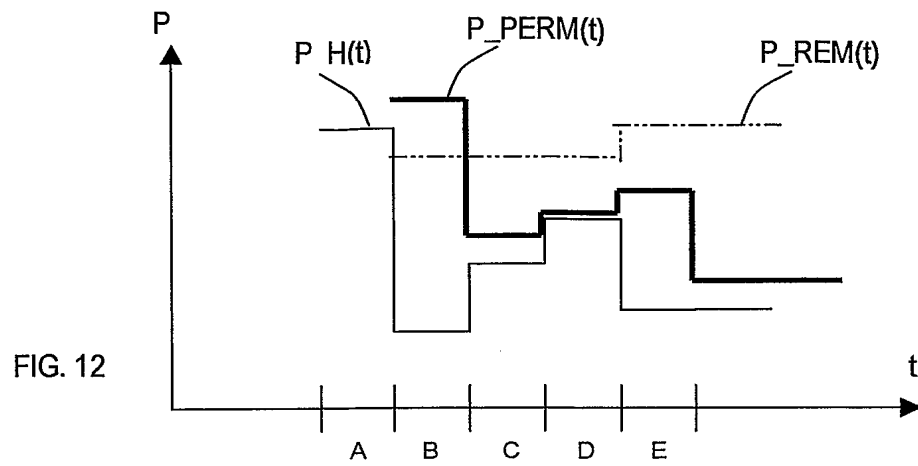 P
P_PERM(t)
P H(t)
P_REM(t)
FIG. 12
t
A B C D E